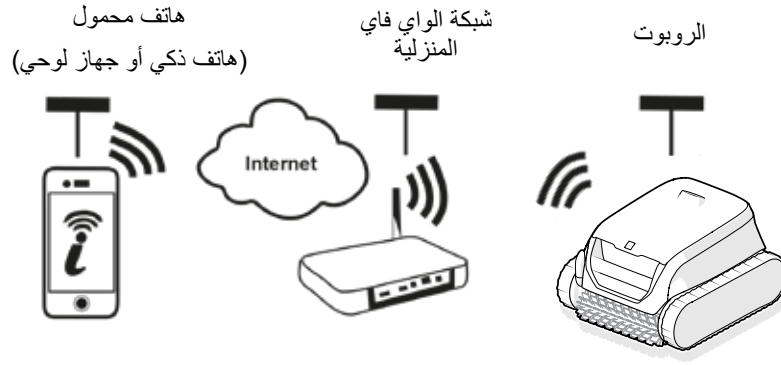 الروبوت
شبكة الواي فاي
المنزلية
هاتف محمول
(هاتف ذكي أو جهاز لوحي)
Internet